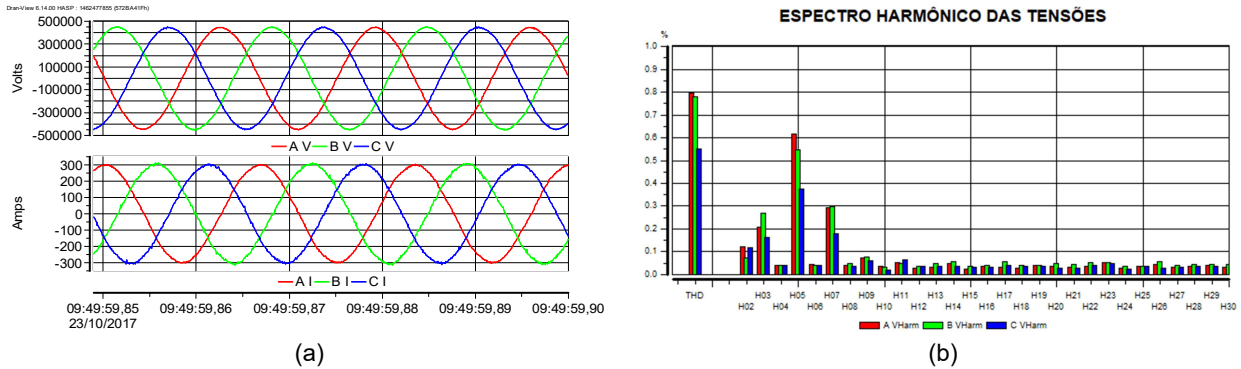 Dran-View 6.14.00 HASP : 1462477855 (572BA41Fh)
500000
300000
100000
-100000
-300000
-500000
Volts
A V B V C V
300
200
100
0
-100
-200
-300
Amps
A I B I C I
09:49:59,85 09:49:59,86 09:49:59,87 09:49:59,88 09:49:59,89 09:49:59,90
23/10/2017
(a)
ESPECTRO HARMÔNICO DAS TENSÕES
%
1.0
0.9
0.8
0.7
0.6
0.5
0.4
0.3
0.2
0.1
0.0
THD H03 H05 H07 H09 H11 H13 H15 H17 H19 H21 H23 H25 H27 H29
H02 H04 H06 H08 H10 H12 H14 H16 H18 H20 H22 H24 H26 H28 H30
A VHarm B VHarm C VHarm
(b)